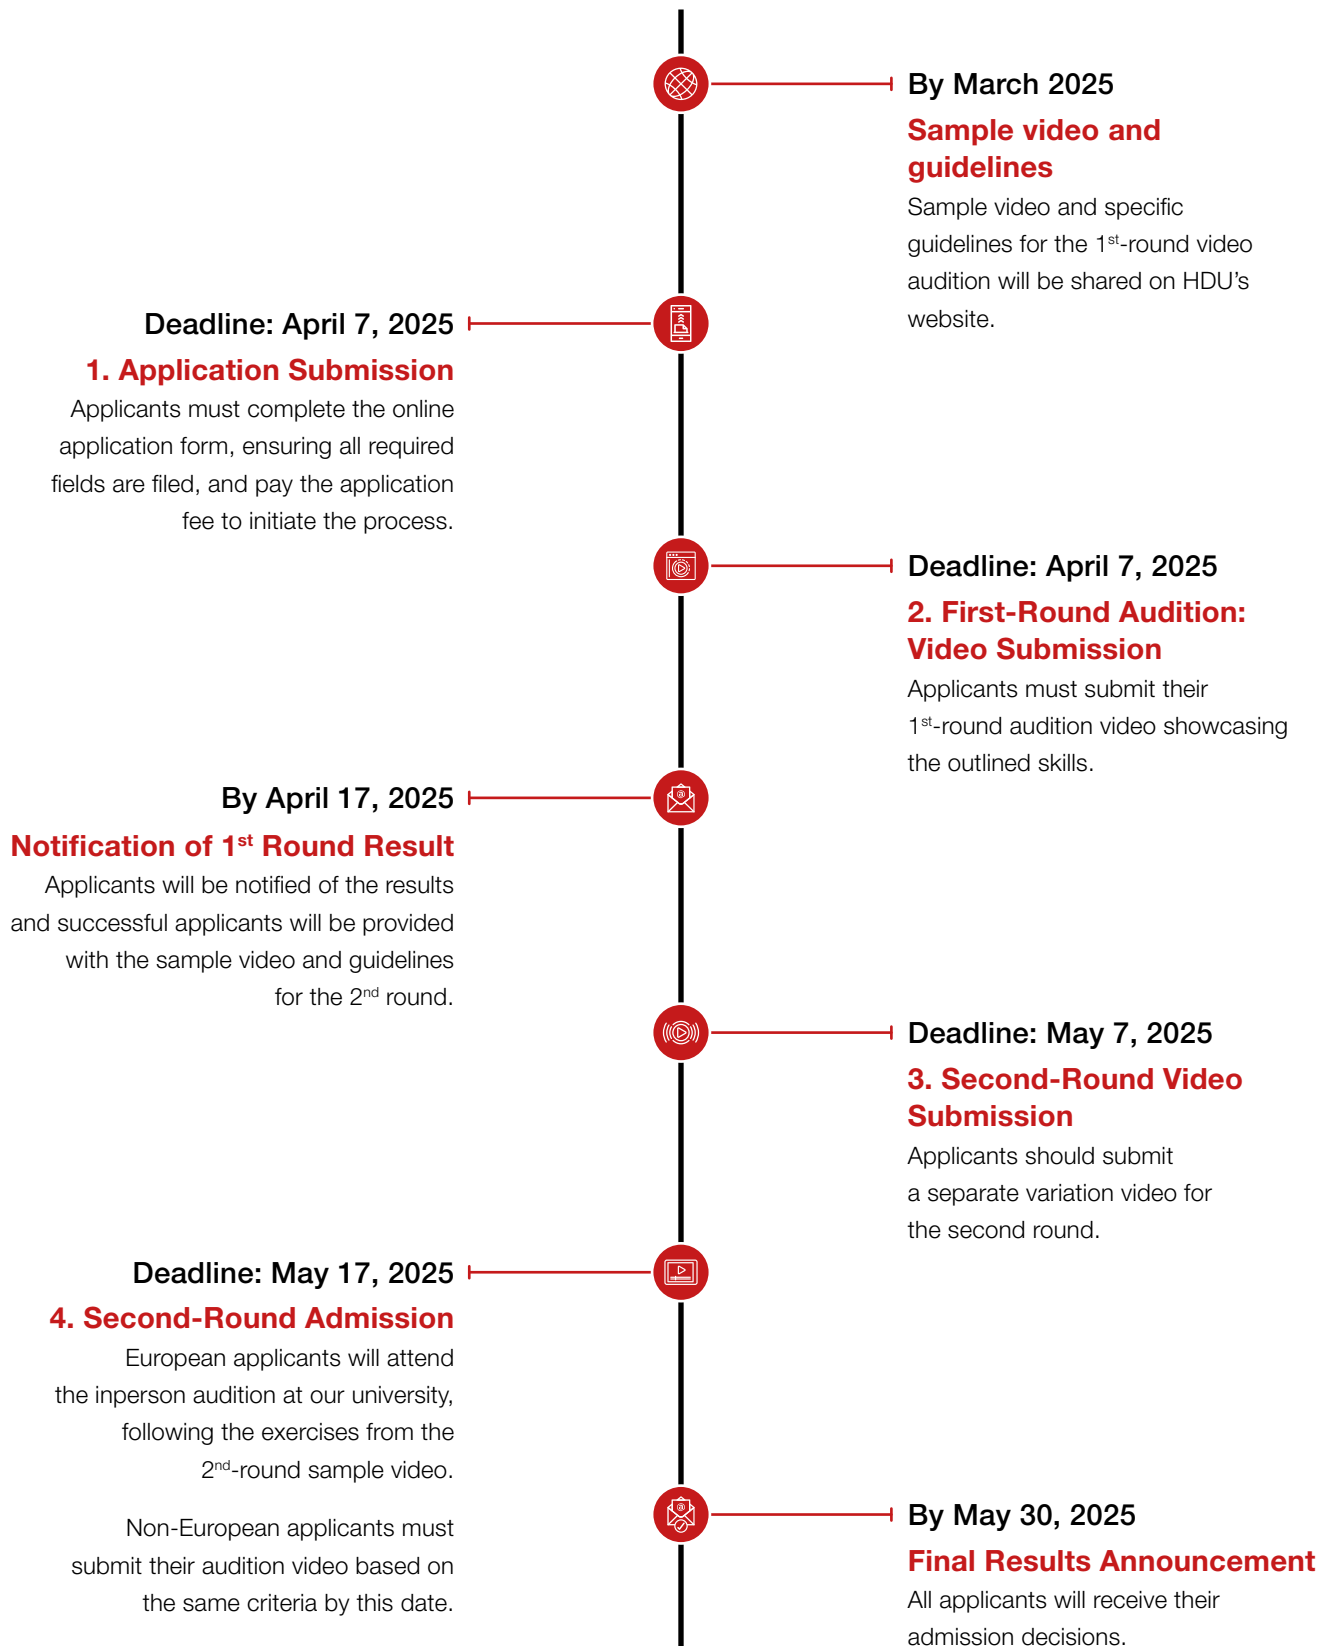 By March 2025
Sample video and
guidelines
Sample video and specific
guidelines for the 1st-round video
audition will be shared on HDU’s
website.
Deadline: April 7, 2025
1. Application Submission
Applicants must complete the online
application form, ensuring all required
fields are filed, and pay the application
fee to initiate the process.
Deadline: April 7, 2025
2. First-Round Audition:
Video Submission
Applicants must submit their
1st-round audition video showcasing
the outlined skills.
By April 17, 2025
Notification of 1st Round Result
Applicants will be notified of the results
and successful applicants will be provided
with the sample video and guidelines
for the 2nd round.
Deadline: May 7, 2025
3. Second-Round Video
Submission
Applicants should submit
a separate variation video for
the second round.
Deadline: May 17, 2025
4. Second-Round Admission
European applicants will attend
the inperson audition at our university,
following the exercises from the
2nd-round sample video.
Non-European applicants must
submit their audition video based on
the same criteria by this date.
By May 30, 2025
Final Results Announcement
All applicants will receive their
admission decisions.